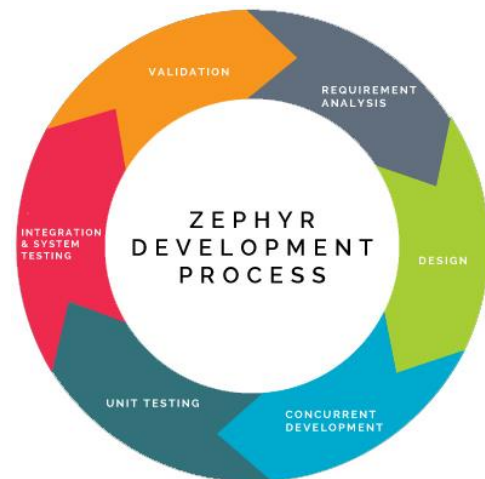 ZEPHYR
DEVELOPMENT
PROCESS
VALIDATION
REQUIREMENT
ANALYSIS
DESIGN
CONCURRENT
DEVELOPMENT
UNIT TESTING
INTEGRATION
& SYSTEM
TESTING